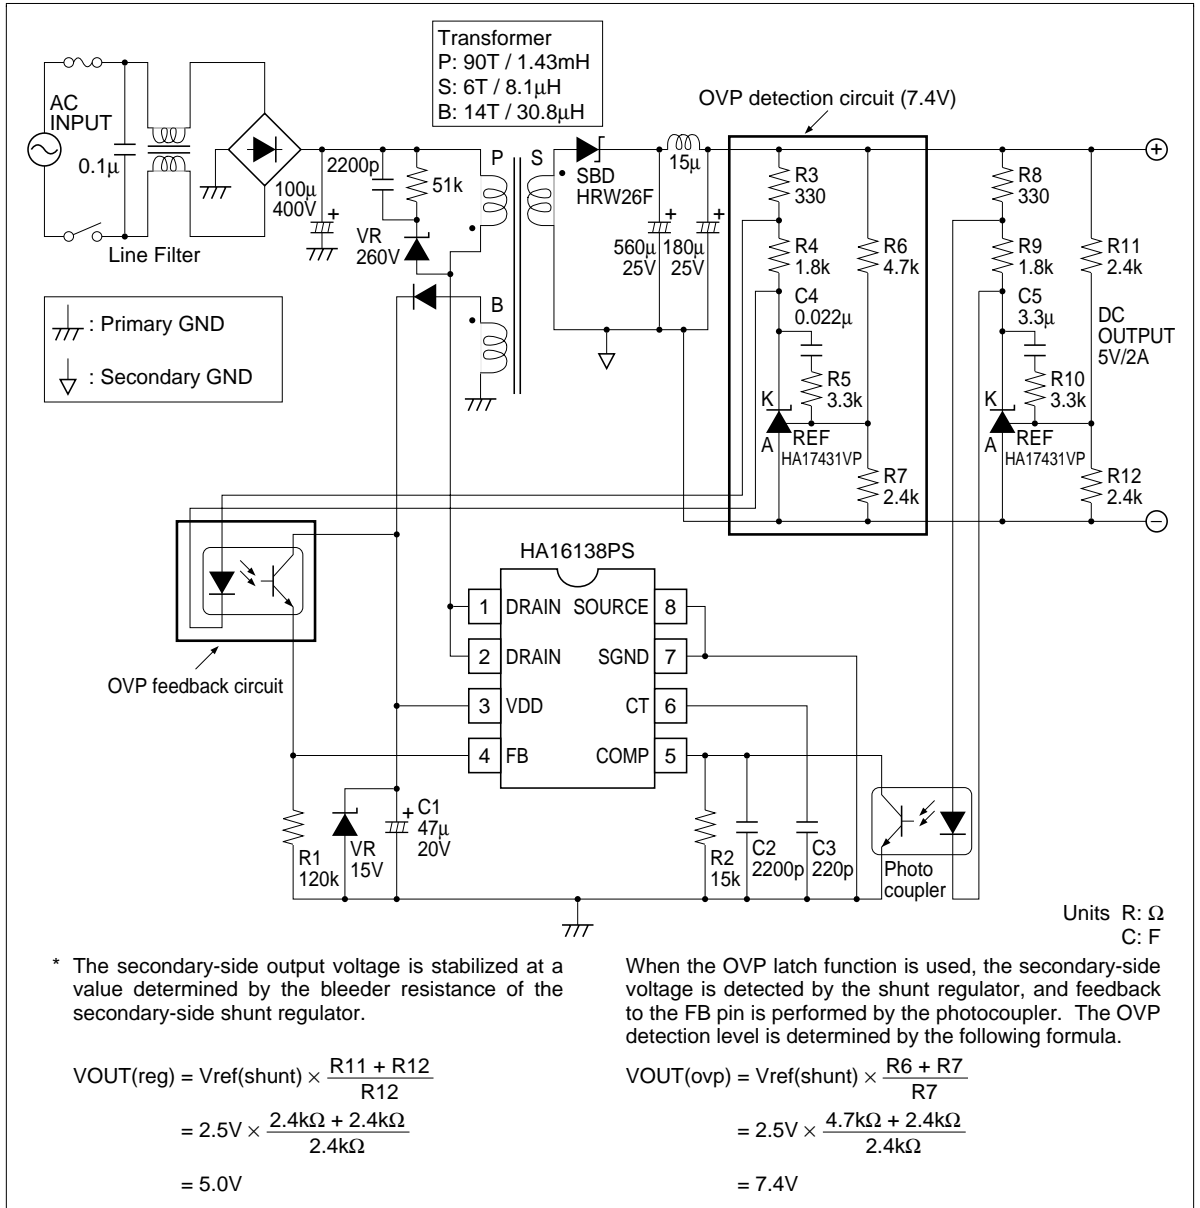 Transformer
P: 90T / 1.43mH
S: 6T / 8.1μH
B: 14T / 30.8μH
OVP detection circuit (7.4V)
AC
INPUT
0.1μ
Line Filter
100μ
400V
+
2200p
51k
VR
260V
P
S
B
SBD
HRW26F
15μ
560μ
25V
+
180μ
25V
+
R3
330
R4
1.8k
R6
4.7k
C4
0.022μ
R5
3.3k
K
A
REF
HA17431VP
R7
2.4k
R8
330
R9
1.8k
R11
2.4k
C5
3.3μ
R10
3.3k
K
A
REF
HA17431VP
R12
2.4k
DC
OUTPUT
5V/2A
+
−
: Primary GND
: Secondary GND
OVP feedback circuit
HA16138PS
1 DRAIN SOURCE 8
2 DRAIN SGND 7
3 VDD CT 6
4 FB COMP 5
R1
120k
VR
15V
+
C1
47μ
20V
R2
15k
C2
2200p
C3
220p
Photo
coupler
Units R: Ω
C: F
* The secondary-side output voltage is stabilized at a
value determined by the bleeder resistance of the
secondary-side shunt regulator.
VOUT(reg) = Vref(shunt) × R11 + R12
R12
= 2.5V × 2.4kΩ + 2.4kΩ
2.4kΩ
= 5.0V
When the OVP latch function is used, the secondary-side
voltage is detected by the shunt regulator, and feedback
to the FB pin is performed by the photocoupler. The OVP
detection level is determined by the following formula.
VOUT(ovp) = Vref(shunt) × R6 + R7
R7
= 2.5V × 4.7kΩ + 2.4kΩ
2.4kΩ
= 7.4V